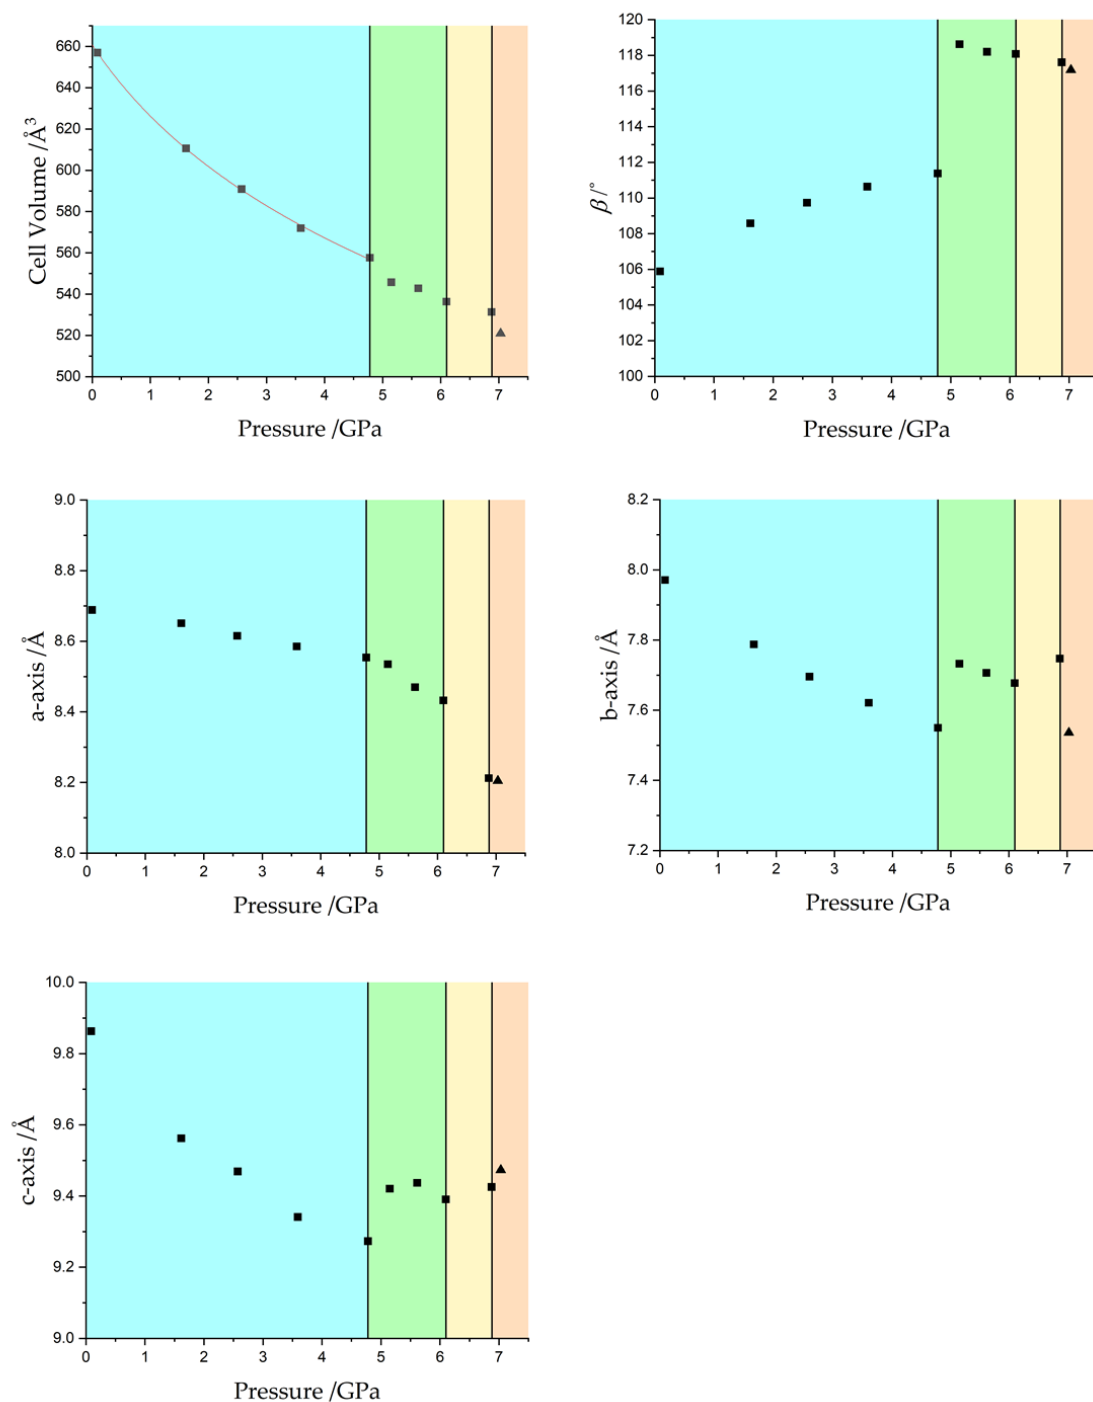 660
640
620
600
580
560
540
520
500
Cell Volume /Å³
0 1 2 3 4 5 6 7
Pressure /GPa
120
118
116
114
112
110
108
106
104
102
100
β /°
0 1 2 3 4 5 6 7
Pressure /GPa
9.0
8.8
8.6
8.4
8.2
8.0
a-axis /Å
0 1 2 3 4 5 6 7
Pressure /GPa
8.2
8.0
7.8
7.6
7.4
7.2
b-axis /Å
0 1 2 3 4 5 6 7
Pressure /GPa
10.0
9.8
9.6
9.4
9.2
9.0
c-axis /Å
0 1 2 3 4 5 6 7
Pressure /GPa